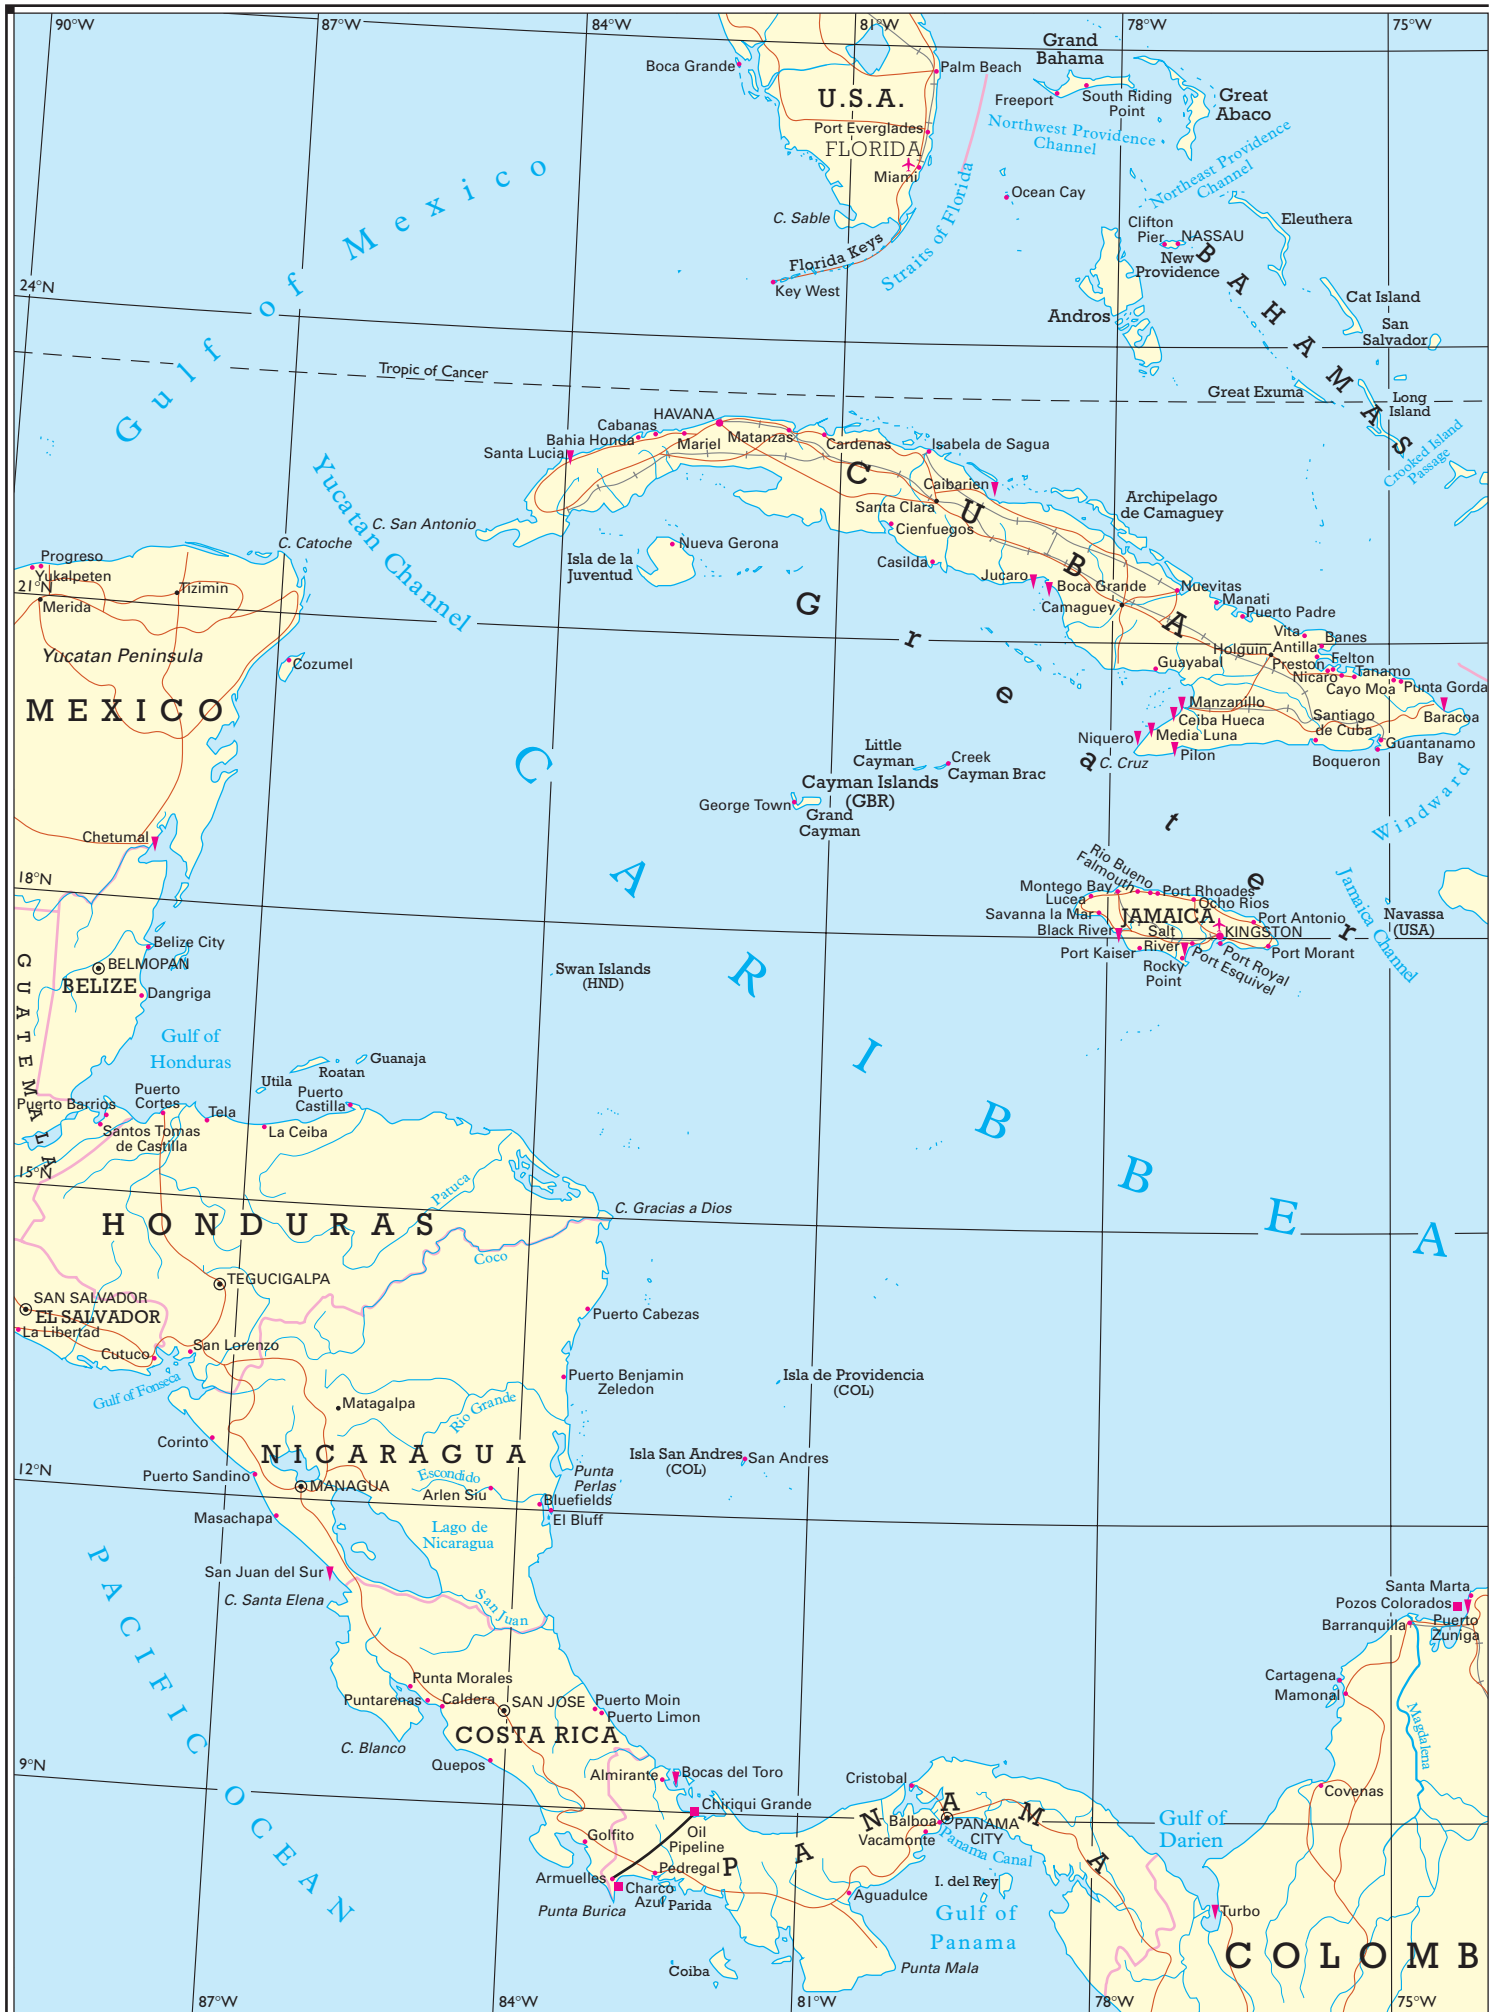 90°W
87°W
84°W
81°W
78°W
75°W
Boca Grande
Palm Beach
U.S.A.
Port Everglades
FLORIDA
Miami
C. Sable
Florida Keys
Key West
Straits of Florida
Grand
Bahama
Freeport
South Riding
Point
Great
Abaco
Northwest Providence
Channel
Northeast Providence
Channel
Ocean Cay
Clifton
Pier
NASSAU
New
Providence
Eleuthera
Andros
BAHAMAS
Cat Island
San
Salvador
Great Exuma
Long
Island
Crooked Island
Passage
Gulf of Mexico
24°N
Tropic of Cancer
HAVANA
Cabanas
Bahia Honda
Santa Lucia
Mariel
Matanzas
Cardenas
Isabela de Sagua
Caibarien
Santa Clara
Cienfuegos
CUBA
Archipelago
de Camaguey
Yucatan Channel
C. San Antonio
C. Catoche
Isla de la
Juventud
Nueva Gerona
Casilda
Jucaro
Boca Grande
Camaguey
Nuevitas
Manati
Puerto Padre
Vita
Banes
Holguin
Antilla
Preston
Felton
Nicaro
Tanamo
Cayo Moa
Punta Gorda
Guayabal
Manzanillo
Ceiba Hueca
Media Luna
Niquero
Pilon
C. Cruz
Santiago
de Cuba
Baracoa
Guantanamo
Bay
Boqueron
Windward
Progreso
Yukalpeten
21°N
Merida
Tizimin
Yucatan Peninsula
Cozumel
MEXICO
Chetumal
Greater
Little
Cayman
Creek
Cayman Brac
Cayman Islands
(GBR)
George Town
Grand
Cayman
CARIBBEA
18°N
Rio Bueno
Falmouth
Montego Bay
Lucea
Savanna la Mar
Black River
Port Kaiser
JAMAICA
Salt
River
Rocky
Point
Port Rhoades
Ocho Rios
Port Antonio
KINGSTON
Port Morant
Port Royal
Port Esquivel
Jamaica Channel
Navassa
(USA)
Belize City
BELMOPAN
BELIZE
Dangriga
GUATEMALA
Gulf of
Honduras
Swan Islands
(HND)
Guanaja
Roatan
Utila
Puerto
Castilla
Puerto
Cortes
Puerto Barrios
Tela
La Ceiba
Santos Tomas
de Castilla
15°N
Patuca
C. Gracias a Dios
HONDURAS
Coco
TEGUCIGALPA
SAN SALVADOR
EL SALVADOR
La Libertad
Cutuco
San Lorenzo
Gulf of Fonseca
Puerto Cabezas
Puerto Benjamin
Zeledon
Matagalpa
Rio Grande
Isla de Providencia
(COL)
Corinto
NICARAGUA
Isla San Andres
(COL)
San Andres
12°N
Puerto Sandino
MANAGUA
Escondido
Arlen Siu
Punta
Perlas
Bluefields
El Bluff
Masachapa
Lago de
Nicaragua
San Juan del Sur
C. Santa Elena
San Juan
PACIFIC OCEAN
Santa Marta
Pozos Colorados
Barranquilla
Puerto
Zuniga
Cartagena
Mamonal
Magdalena
Punta Morales
Puntarenas
Caldera
SAN JOSE
Puerto Moin
Puerto Limon
COSTA RICA
C. Blanco
Quepos
9°N
Almirante
Bocas del Toro
Chiriqui Grande
Oil
Pipeline
Golfito
Armuelles
Pedregal
Charco
Azul
Parida
Punta Burica
Coiba
PANAMA
Cristobal
Balboa
PANAMA
CITY
Vacamonte
Panama Canal
Aguadulce
I. del Rey
Gulf of
Panama
Punta Mala
Gulf of
Darien
Covenas
Turbo
COLOMB
87°W
84°W
81°W
78°W
75°W